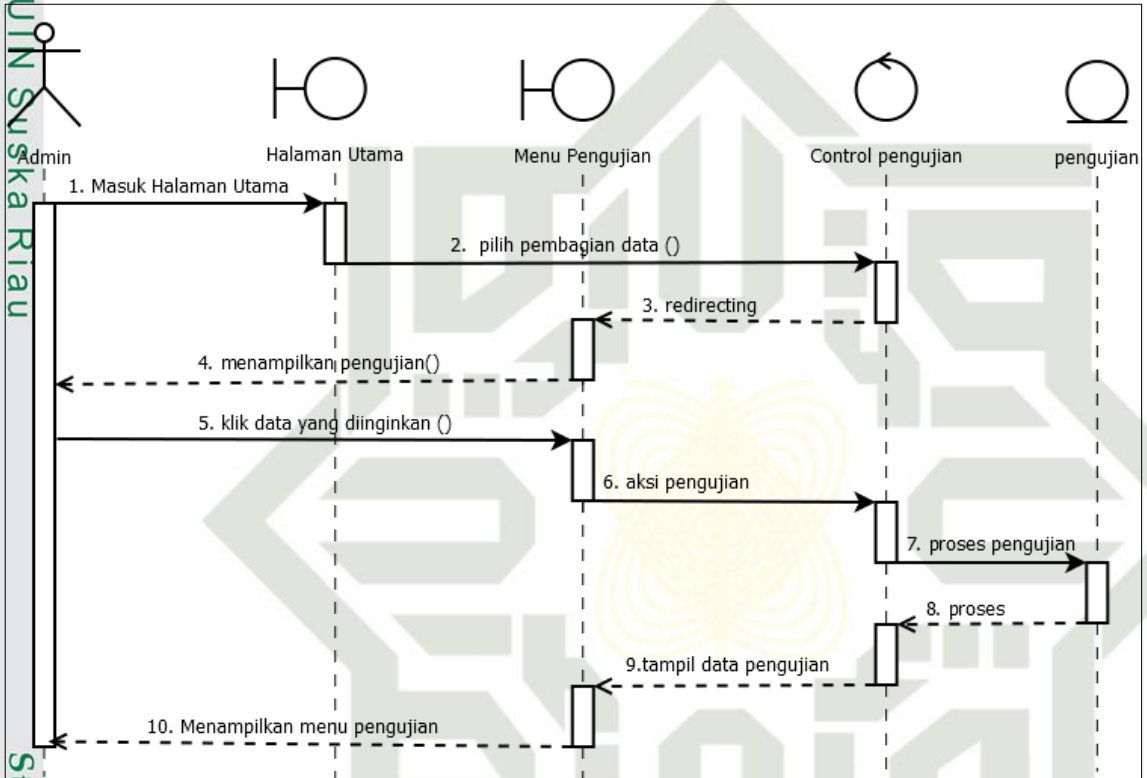 UIN Suska Riau
Admin
Halaman Utama
Menu Pengujian
Control pengujian
pengujian
1. Masuk Halaman Utama
2. pilih pembagian data ()
3. redirecting
4. menampilkan pengujian()
5. klik data yang diinginkan ()
6. aksi pengujian
7. proses pengujian
8. proses
9.tampil data pengujian
10. Menampilkan menu pengujian